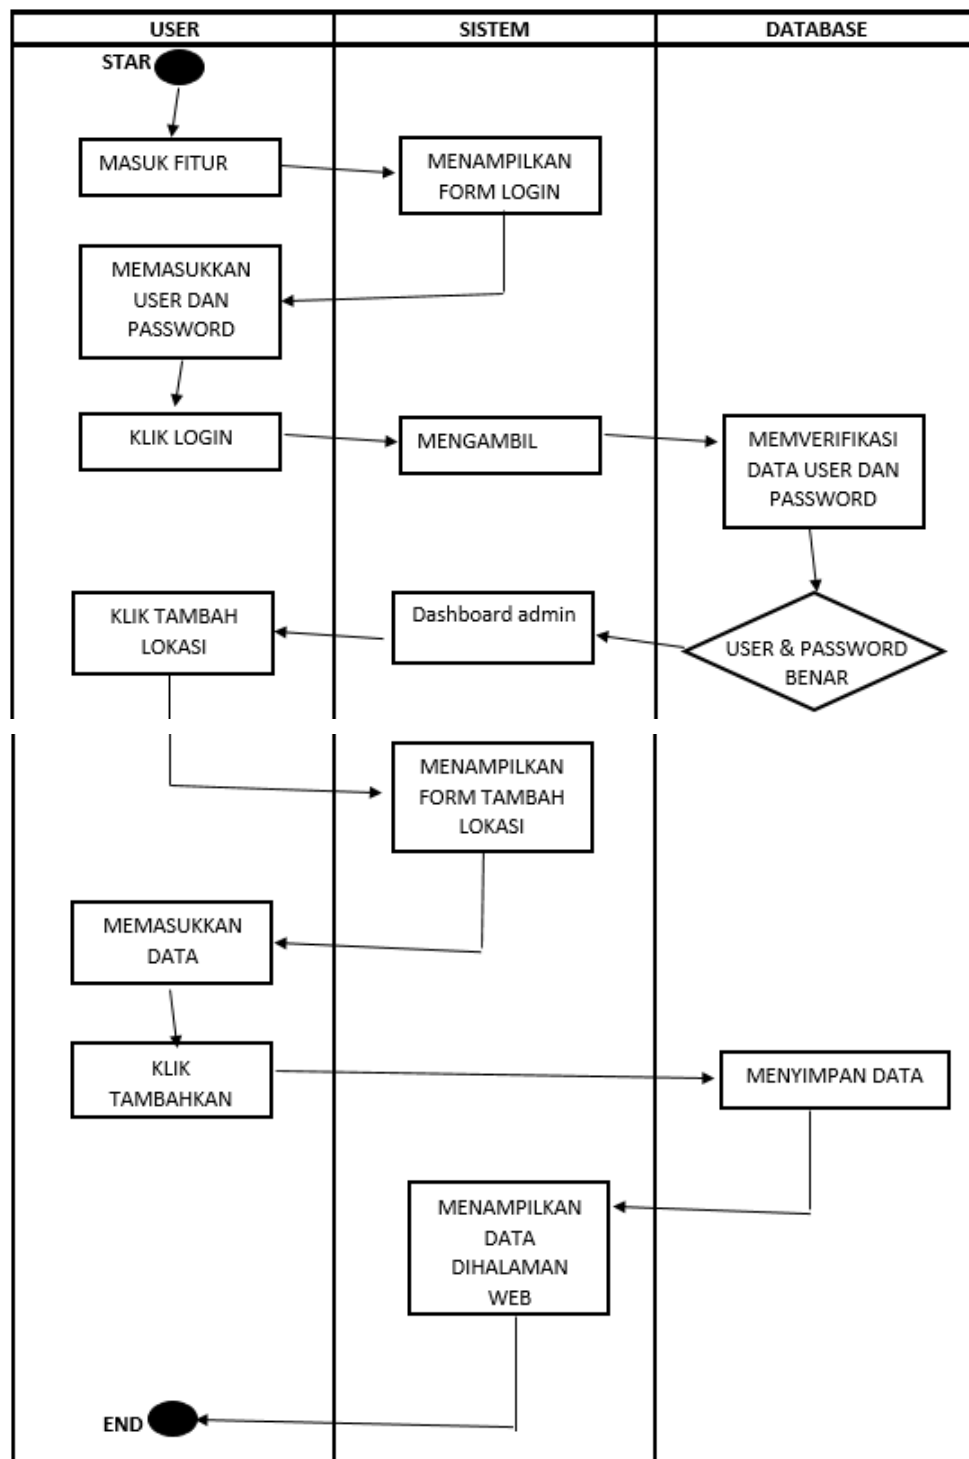 USER
SISTEM
DATABASE
STAR
MASUK FITUR
MENAMPILKAN
FORM LOGIN
MEMASUKKAN
USER DAN
PASSWORD
KLIK LOGIN
MENGAMBIL
MEMVERIFIKASI
DATA USER DAN
PASSWORD
KLIK TAMBAH
LOKASI
Dashboard admin
USER & PASSWORD
BENAR
MENAMPILKAN
FORM TAMBAH
LOKASI
MEMASUKKAN
DATA
KLIK
TAMBAHKAN
MENYIMPAN DATA
MENAMPILKAN
DATA
DIHALAMAN
WEB
END